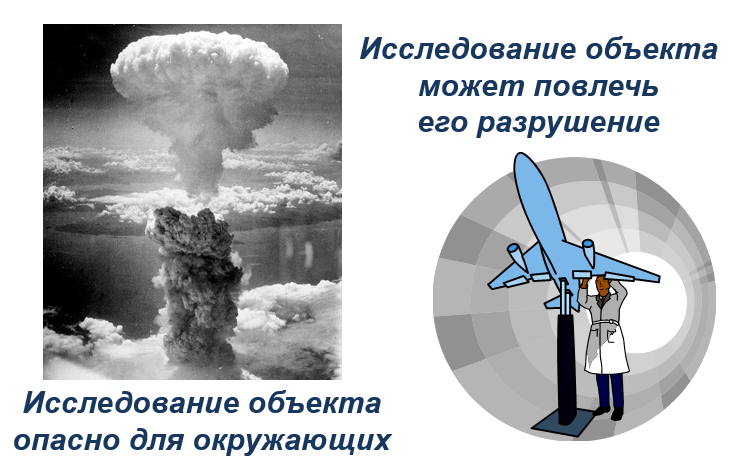 Исследование объекта
может повлечь
его разрушение
Исследование объекта
опасно для окружающих